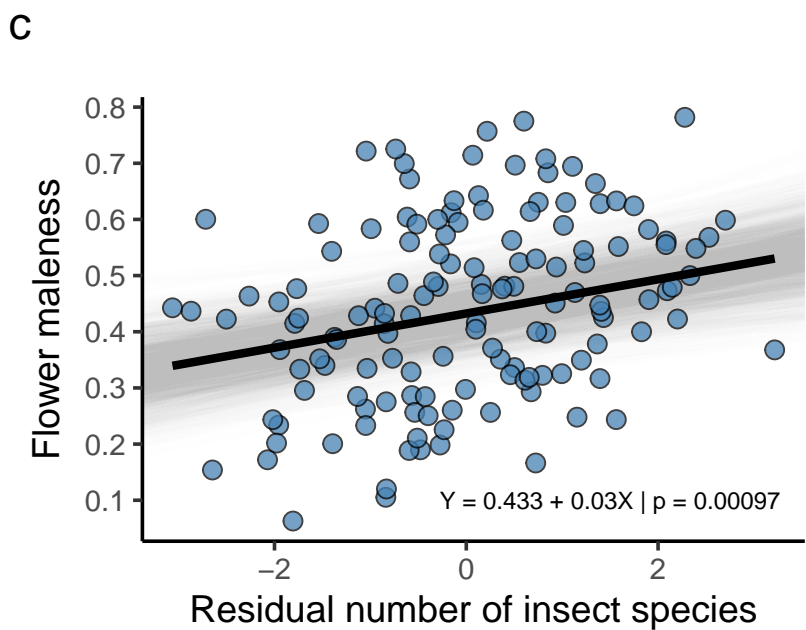 c
Flower maleness
0.8
0.7
0.6
0.5
0.4
0.3
0.2
0.1
Y = 0.433 + 0.03X | p = 0.00097
−2
0
2
Residual number of insect species